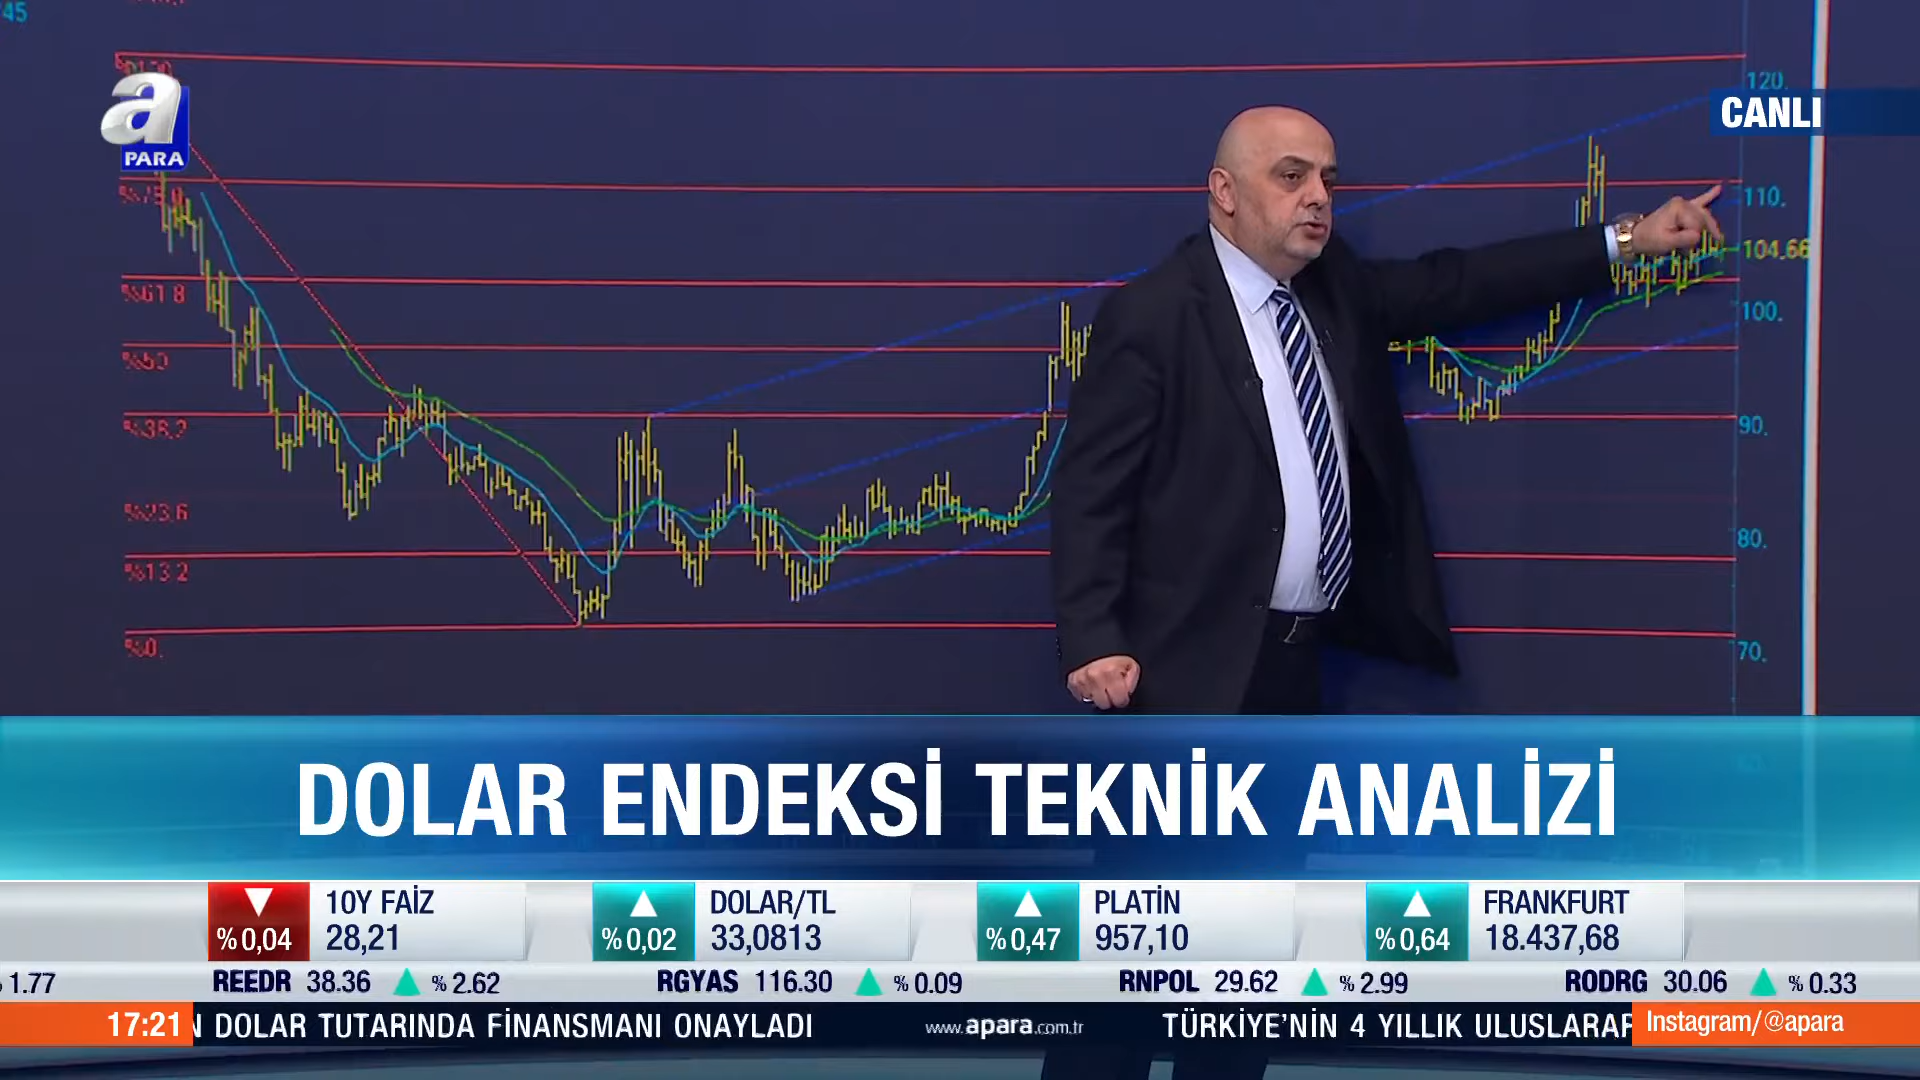 45
a
PARA
CANLI
120.
110.
104.66
100.
90.
80.
70.
%61.8
%50
%38.2
%23.6
%13.2
%0.
DOLAR ENDEKSİ TEKNİK ANALİZİ
%0,04 10Y FAİZ 28,21
%0,02 DOLAR/TL 33,0813
%0,47 PLATİN 957,10
%0,64 FRANKFURT 18.437,68
1.77 REEDR 38.36 % 2.62 RGYAS 116.30 % 0.09 RNPOL 29.62 % 2.99 RODRG 30.06 % 0.33
17:21 N DOLAR TUTARINDA FİNANSMANI ONAYLADI www.apara.com.tr TÜRKİYE'NİN 4 YILLIK ULUSLARAR Instagram/@apara